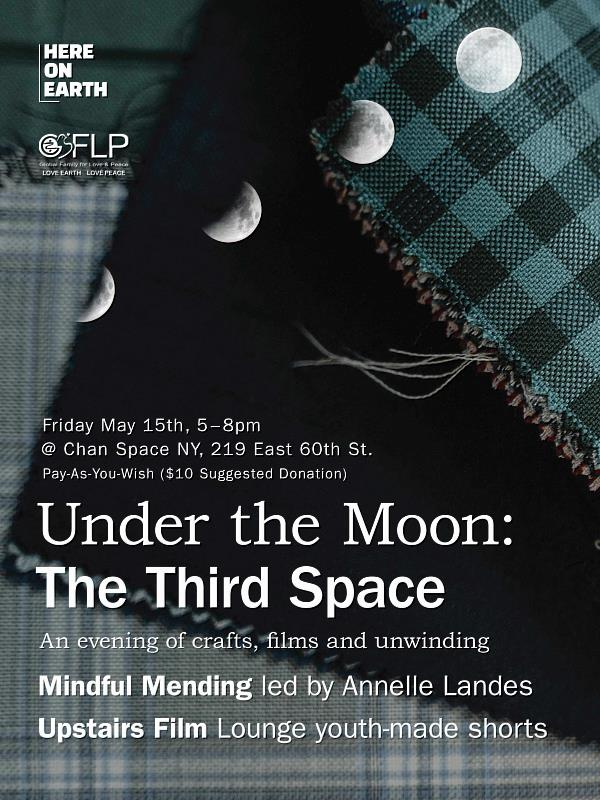 HERE
ON
EARTH
GFLP
Global Family for Love & Peace
LOVE EARTH LOVE PEACE
Friday May 15th, 5–8pm
@ Chan Space NY, 219 East 60th St.
Pay-As-You-Wish ($10 Suggested Donation)
Under the Moon:
The Third Space
An evening of crafts, films and unwinding
Mindful Mending led by Annelle Landes
Upstairs Film Lounge youth-made shorts